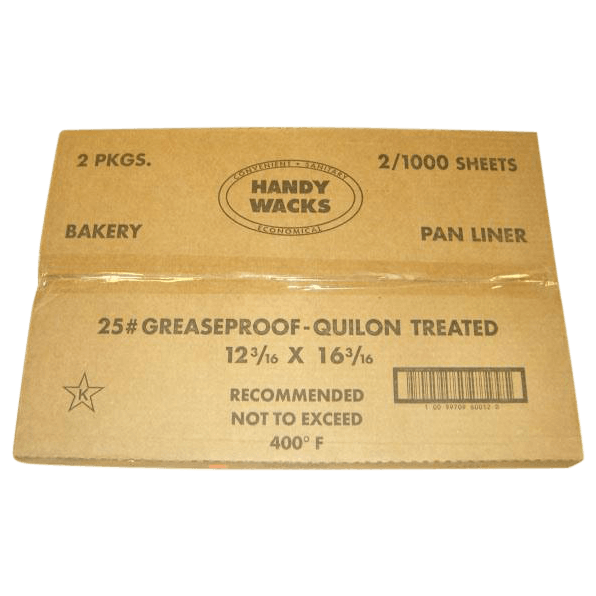 2 PKGS.
CONVENIENT • SANITARY
2/1000 SHEETS
HANDY
WACKS
ECONOMICAL
BAKERY
PAN LINER
25# GREASEPROOF-QUILON TREATED
12 3/16 X 16 3/16
K
RECOMMENDED
NOT TO EXCEED
400° F